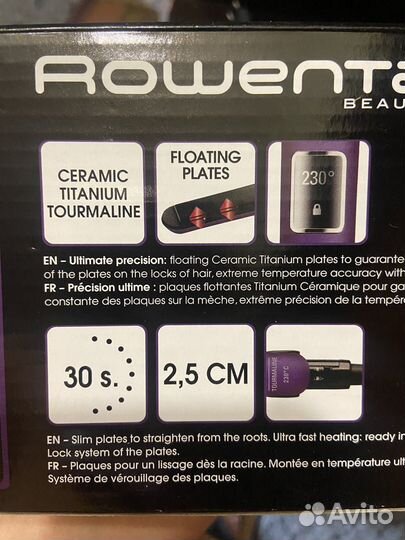 Rowenta
BEAU
CERAMIC
TITANIUM
TOURMALINE
FLOATING
PLATES
230°
EN – Ultimate precision: floating Ceramic Titanium plates to guarantee
of the plates on the locks of hair, extreme temperature accuracy with
FR – Précision ultime : plaques flottantes Titanium Céramique pour ga
constante des plaques sur la mèche, extrême précision de la tempéra
30 s.
2,5 CM
TOURMALINE
230°C
EN – Slim plates to straighten from the roots. Ultra fast heating: ready in
Lock system of the plates.
FR – Plaques pour un lissage dès la racine. Montée en température ult
Système de vérouillage des plaques.
Avito